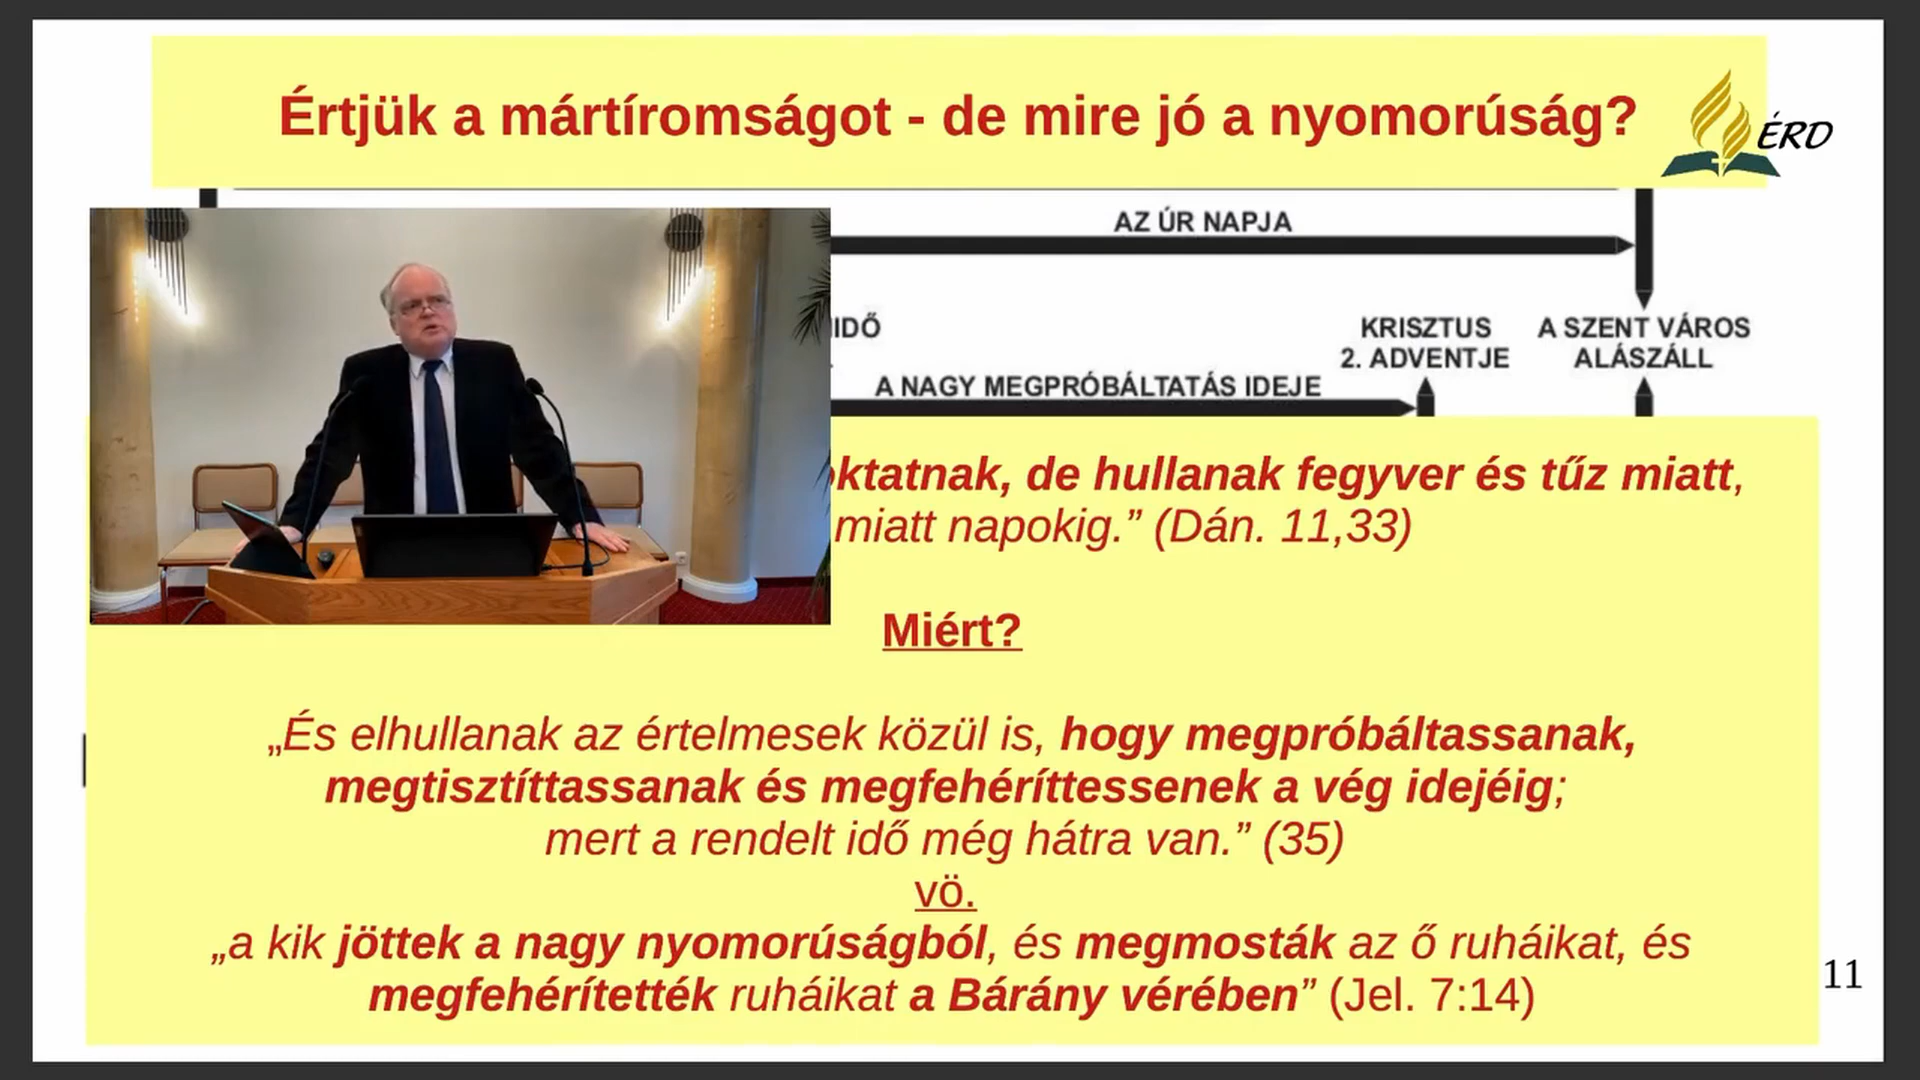 Értjük a mártíromságot - de mire jó a nyomorúság?
ÉRD
AZ ÚR NAPJA
KRISZTUS
2. ADVENTJE
A SZENT VÁROS
ALÁSZÁLL
A NAGY MEGPRÓBÁLTATÁS IDEJE
de hullanak fegyver és tűz miatt,
miatt napokig.” (Dán. 11,33)
Miért?
„És elhullanak az értelmesek közül is, hogy megpróbáltassanak,
megtisztíttassanak és megfehéríttessenek a vég idejéig;
mert a rendelt idő még hátra van.” (35)
vö.
„a kik jöttek a nagy nyomorúságból, és megmosták az ő ruháikat, és
megfehérítették ruháikat a Bárány vérében” (Jel. 7:14)
11